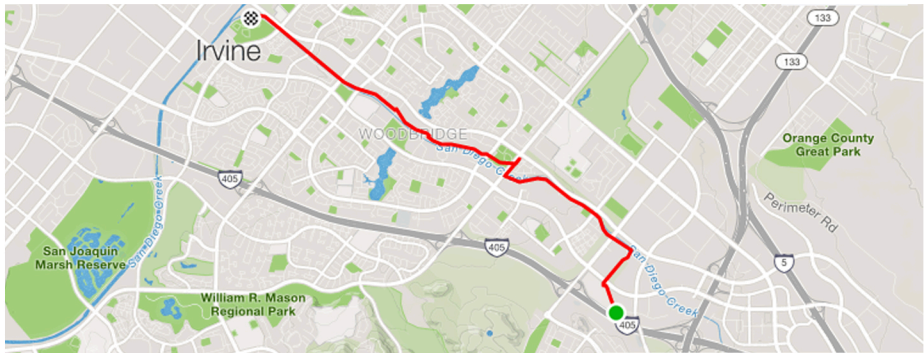 133
Irvine
133
WOODBRIDGE
Orange County
Great Park
San Diego Creek
405
Perimeter Rd
San Diego Creek
405
San Joaquin
Marsh Reserve
San Diego Creek
5
William R. Mason
Regional Park
405